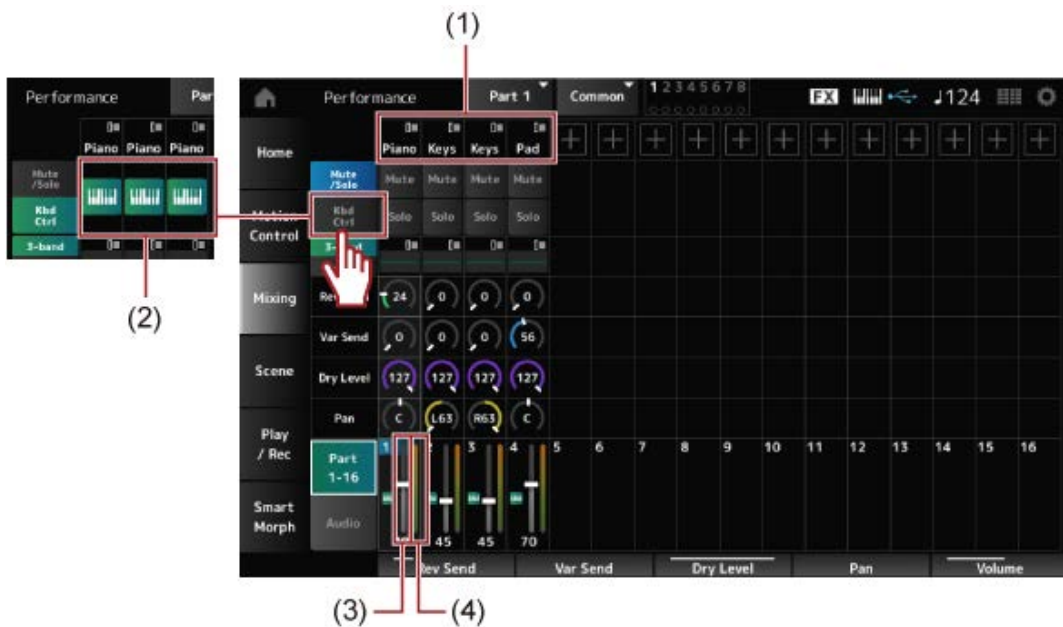 (1)
Performance Par
Piano Piano Piano
Mute
/Solo
Kbd
Ctrl
3-band
(2)
Performance Part 1 Common 1 2 3 4 5 6 7 8 FX ♩124
Home
Piano Keys Keys Pad
+ + + + + + + + + + + +
Mute
/Solo
Mute Mute Mute Mute
Kbd
Ctrl
Solo Solo Solo Solo
Control
Mixing
24 0 0 0
Var Send 0 0 0 56
Scene
Dry Level 127 127 127 127
Pan C L63 R63 C
Play
/ Rec
Part
1-16
1 2 3 4 5 6 7 8 9 10 11 12 13 14 15 16
Smart
Morph
Audio
45 45 70
Rev Send Var Send Dry Level Pan Volume
(3) (4)